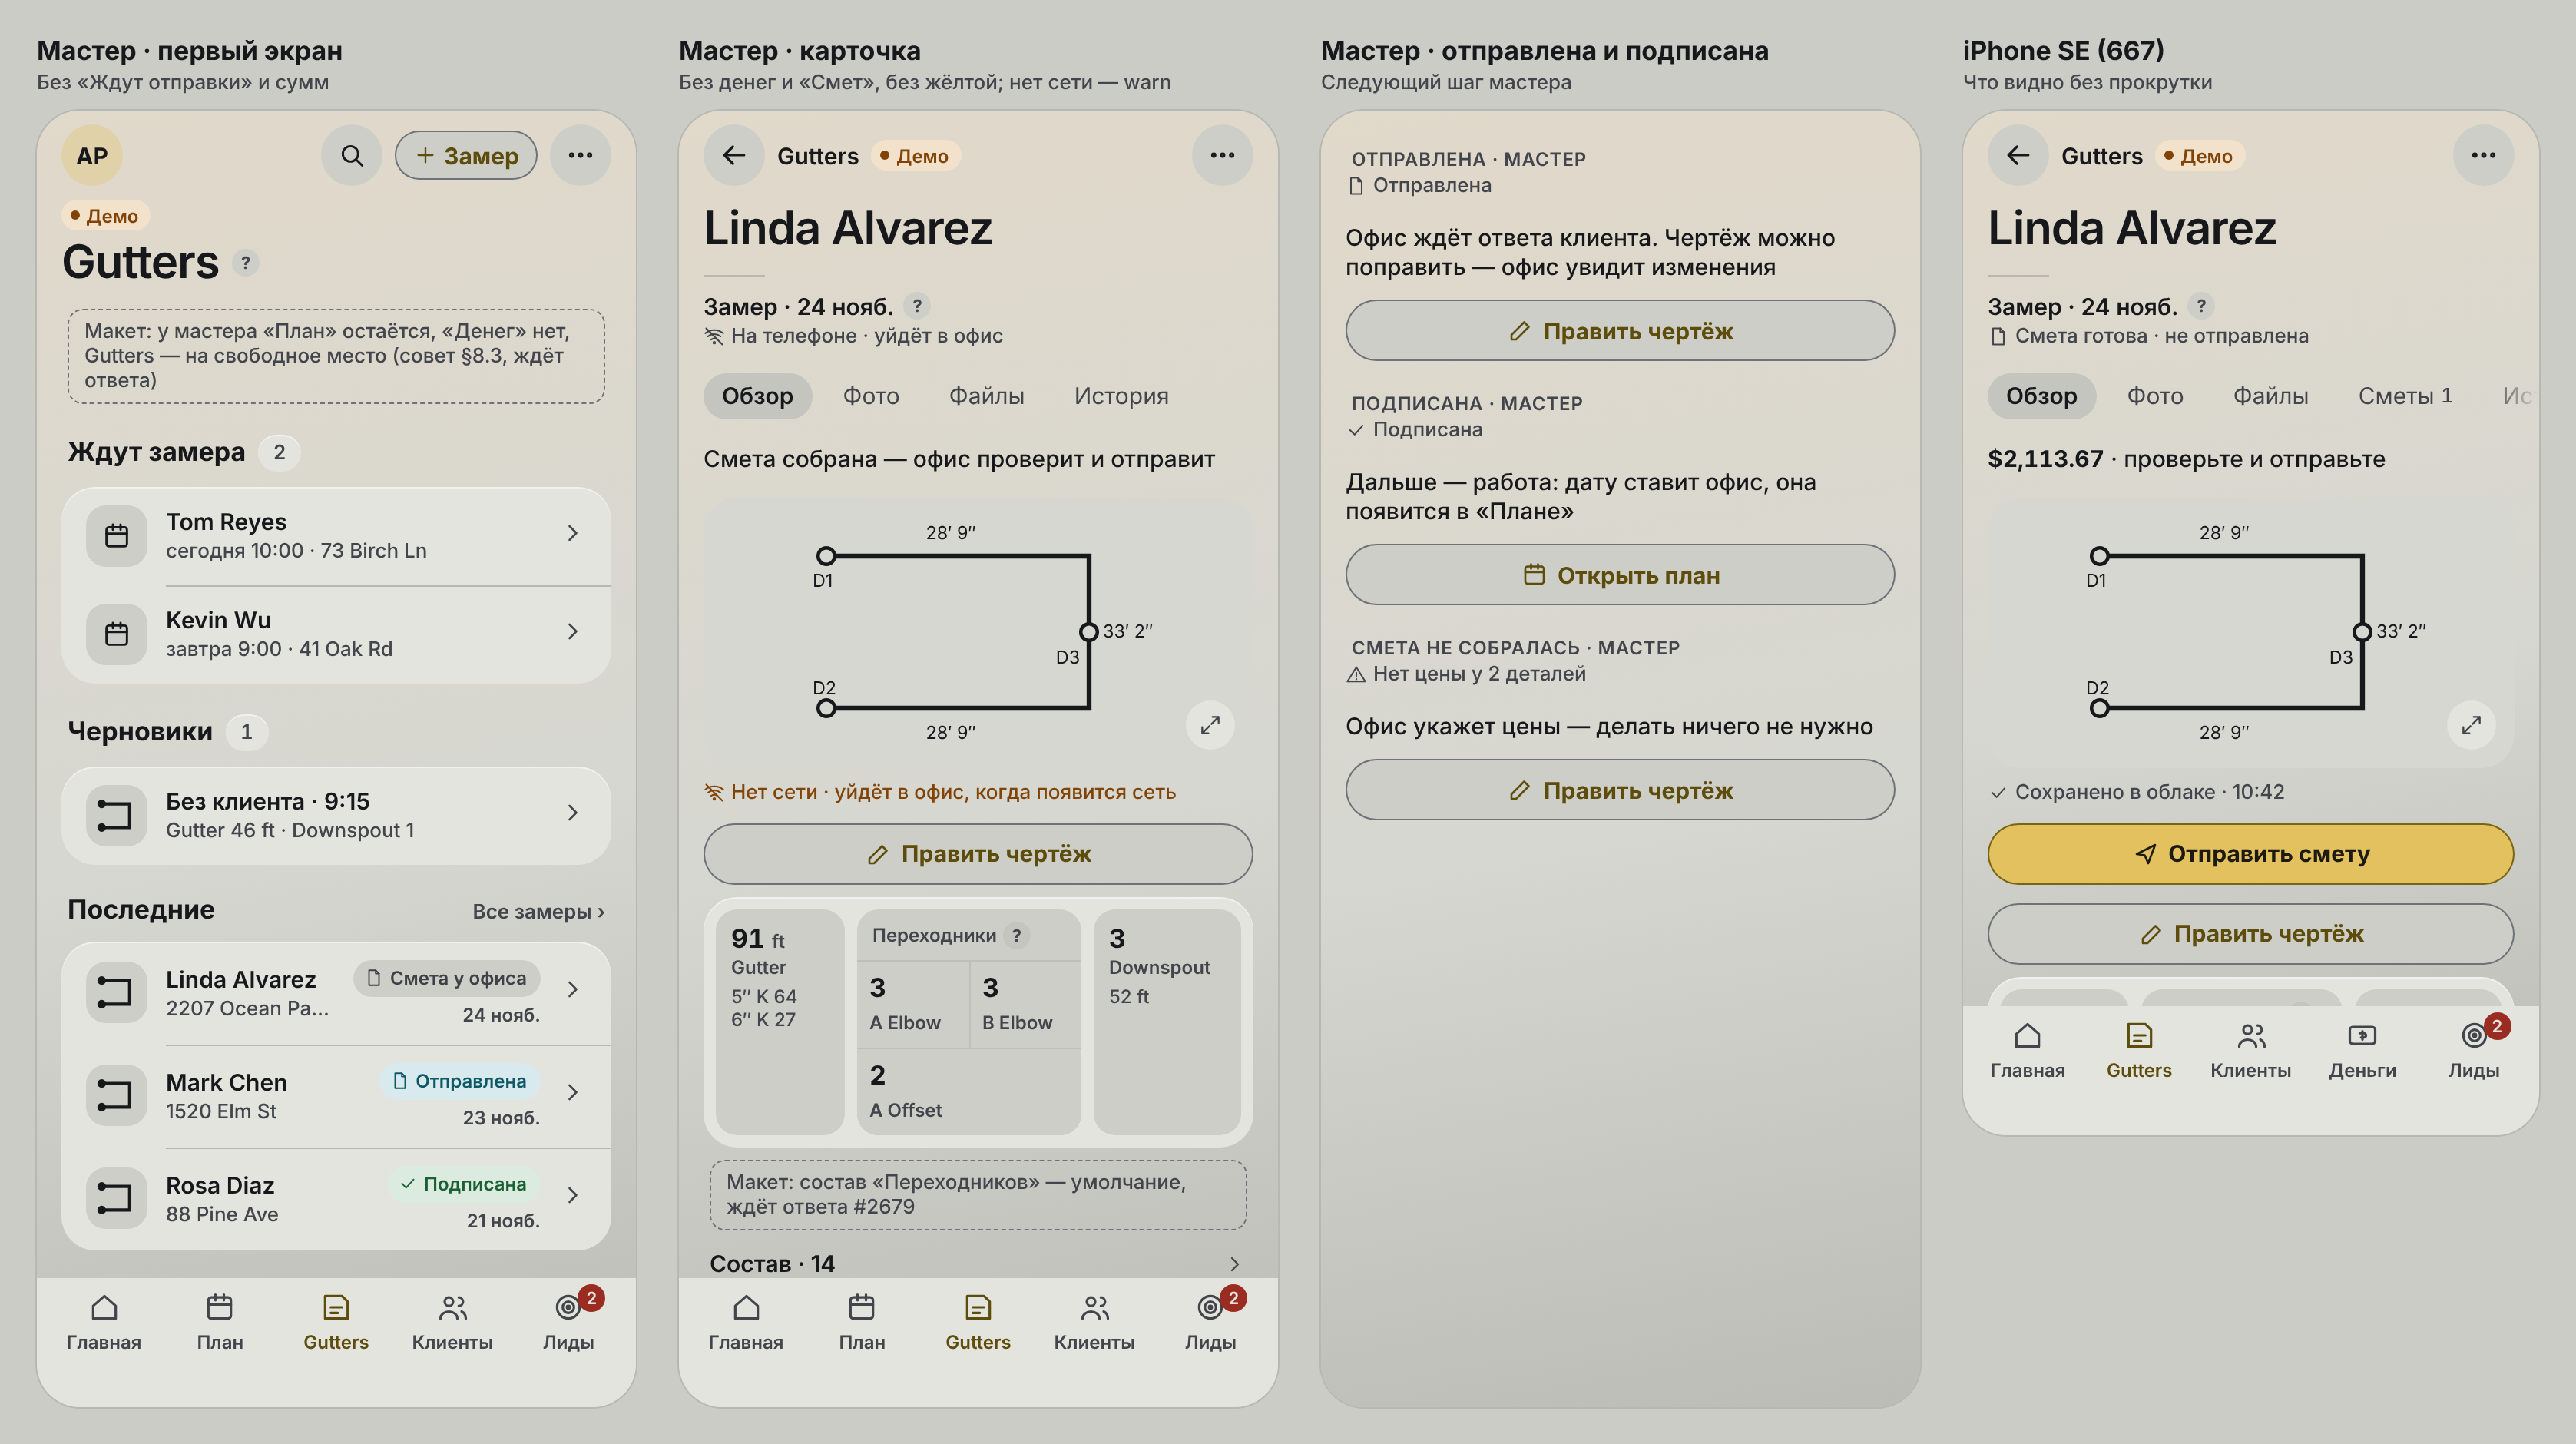 Мастер · первый экран
Без «Ждут отправки» и сумм
АР
+ Замер
Демо
Gutters ?
Макет: у мастера «План» остаётся, «Денег» нет,
Gutters — на свободное место (совет §8.3, ждёт
ответа)
Ждут замера 2
Tom Reyes
сегодня 10:00 · 73 Birch Ln
Kevin Wu
завтра 9:00 · 41 Oak Rd
Черновики 1
Без клиента · 9:15
Gutter 46 ft · Downspout 1
Последние Все замеры ›
Linda Alvarez Смета у офиса
2207 Ocean Pa... 24 нояб.
Mark Chen Отправлена
1520 Elm St 23 нояб.
Rosa Diaz Подписана
88 Pine Ave 21 нояб.
2
Главная План Gutters Клиенты Лиды
Мастер · карточка
Без денег и «Смет», без жёлтой; нет сети — warn
Gutters Демо
Linda Alvarez
Замер · 24 нояб. ?
На телефоне · уйдёт в офис
Обзор Фото Файлы История
Смета собрана — офис проверит и отправит
28′ 9″
D1
33′ 2″
D3
D2
28′ 9″
Нет сети · уйдёт в офис, когда появится сеть
Править чертёж
91 ft
Gutter
5″ K 64
6″ K 27
Переходники ?
3
A Elbow
3
B Elbow
2
A Offset
3
Downspout
52 ft
Макет: состав «Переходников» — умолчание,
ждёт ответа #2679
Состав · 14
2
Главная План Gutters Клиенты Лиды
Мастер · отправлена и подписана
Следующий шаг мастера
ОТПРАВЛЕНА · МАСТЕР
Отправлена
Офис ждёт ответа клиента. Чертёж можно
поправить — офис увидит изменения
Править чертёж
ПОДПИСАНА · МАСТЕР
Подписана
Дальше — работа: дату ставит офис, она
появится в «Плане»
Открыть план
СМЕТА НЕ СОБРАЛАСЬ · МАСТЕР
Нет цены у 2 деталей
Офис укажет цены — делать ничего не нужно
Править чертёж
iPhone SE (667)
Что видно без прокрутки
Gutters Демо
Linda Alvarez
Замер · 24 нояб. ?
Смета готова · не отправлена
Обзор Фото Файлы Сметы 1 Ис
$2,113.67 · проверьте и отправьте
28′ 9″
D1
33′ 2″
D3
D2
28′ 9″
Сохранено в облаке · 10:42
Отправить смету
Править чертёж
2
Главная Gutters Клиенты Деньги Лиды